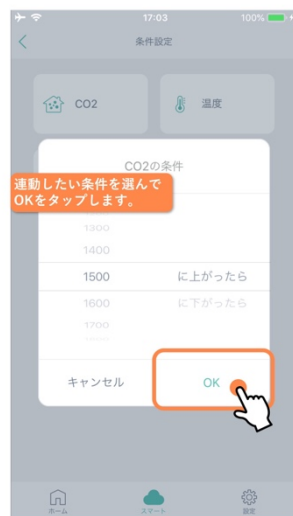 17:03
100%
条件設定
CO2
温度
CO2の条件
連動したい条件を選んで
OKをタップします。
1300
1400
1500 に上がったら
1600 に下がったら
1700
キャンセル
OK
ホーム
スマート
設定